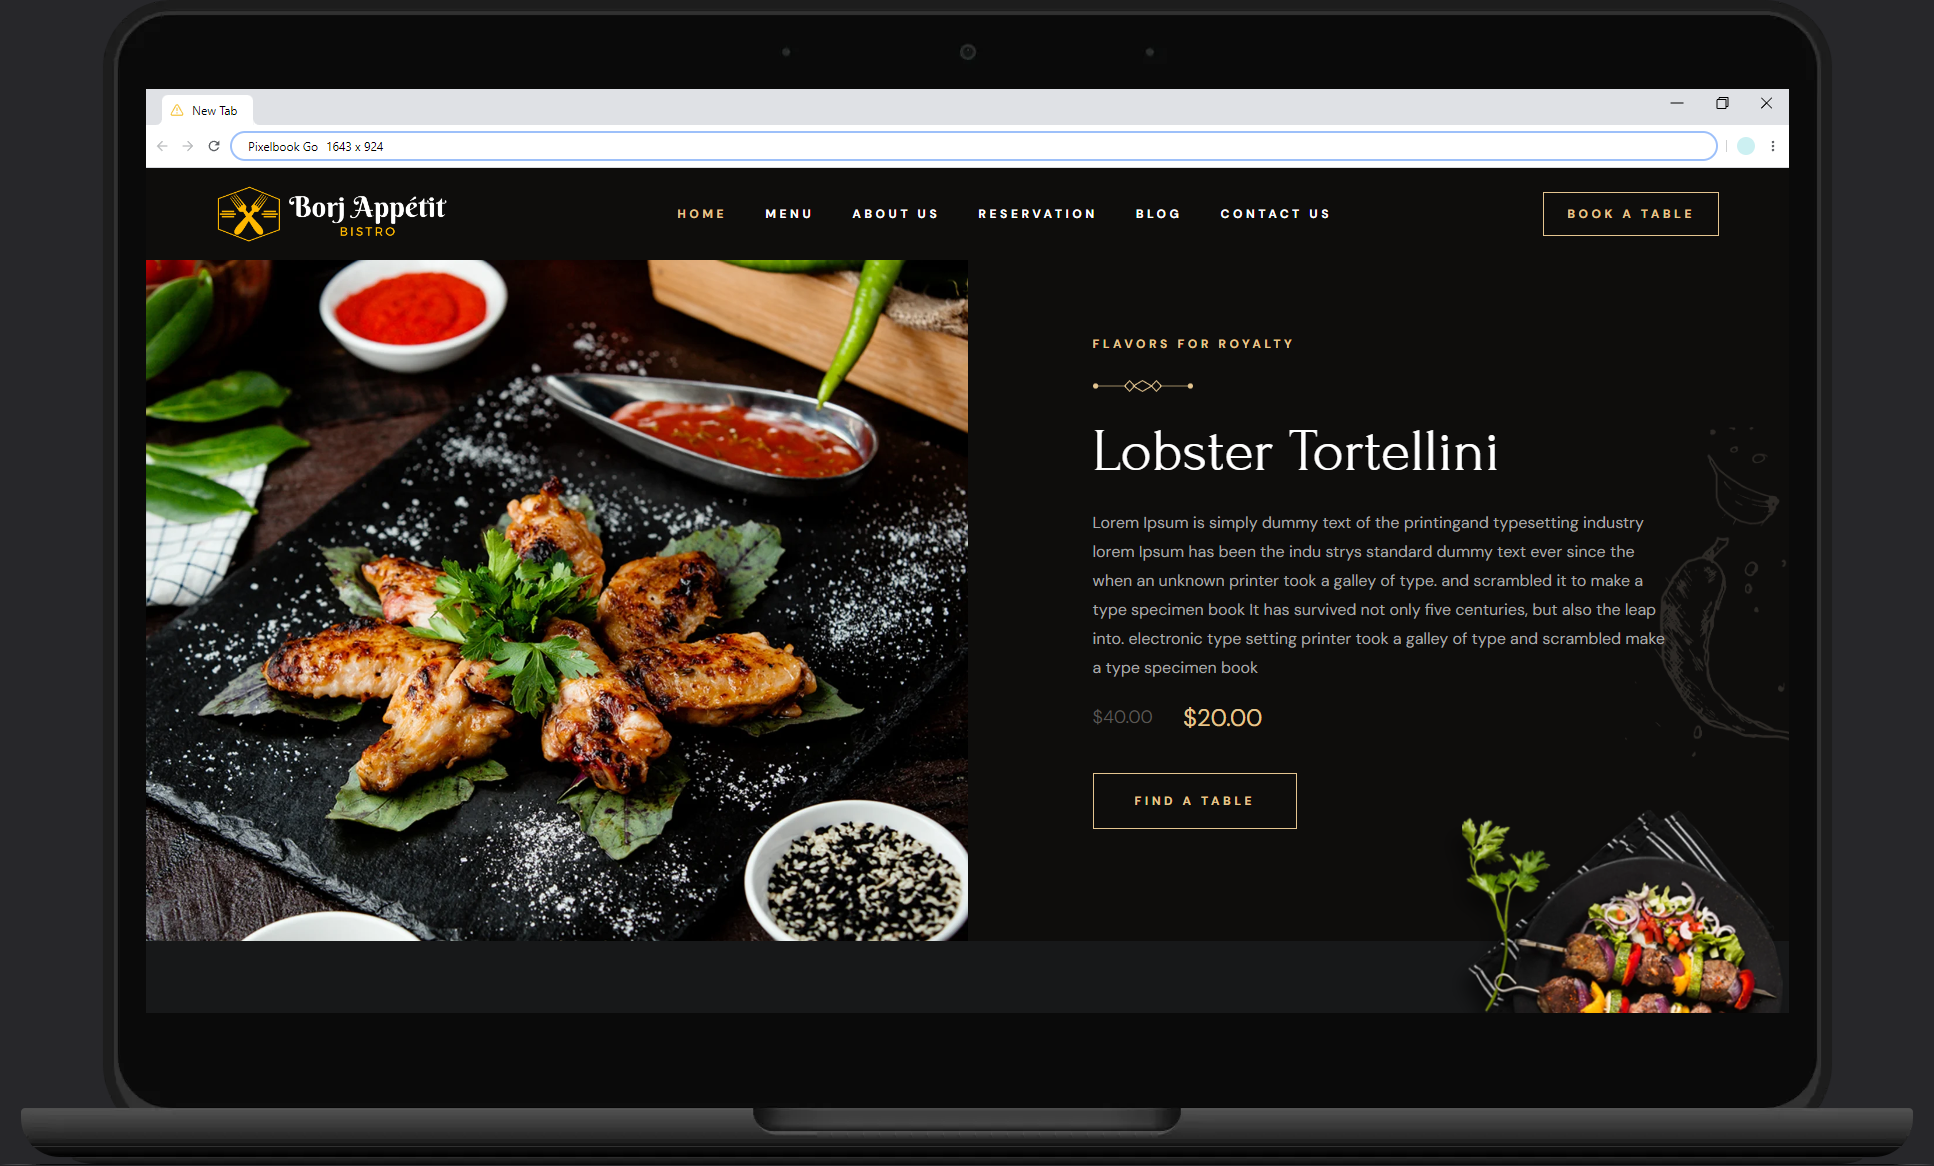 New Tab
Pixelbook Go 1643 x 924
Borj Appétit
BISTRO
HOME MENU ABOUT US RESERVATION BLOG CONTACT US
BOOK A TABLE
FLAVORS FOR ROYALTY
Lobster Tortellini
Lorem Ipsum is simply dummy text of the printingand typesetting industry
lorem Ipsum has been the indu strys standard dummy text ever since the
when an unknown printer took a galley of type. and scrambled it to make a
type specimen book It has survived not only five centuries, but also the leap
into. electronic type setting printer took a galley of type and scrambled make
a type specimen book
$40.00 $20.00
FIND A TABLE